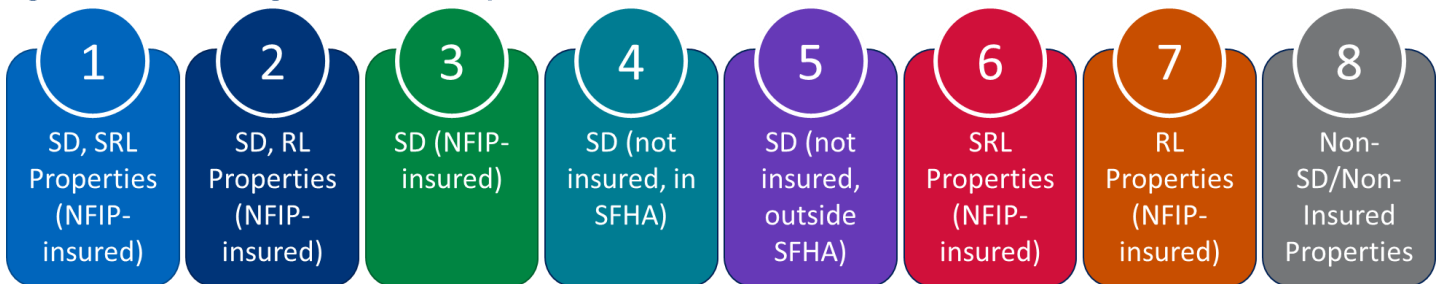 1
SD, SRL
Properties
(NFIP-
insured)
2
SD, RL
Properties
(NFIP-
insured)
3
SD (NFIP-
insured)
4
SD (not
insured, in
SFHA)
5
SD (not
insured,
outside
SFHA)
6
SRL
Properties
(NFIP-
insured)
7
RL
Properties
(NFIP-
insured)
8
Non-
SD/Non-
Insured
Properties